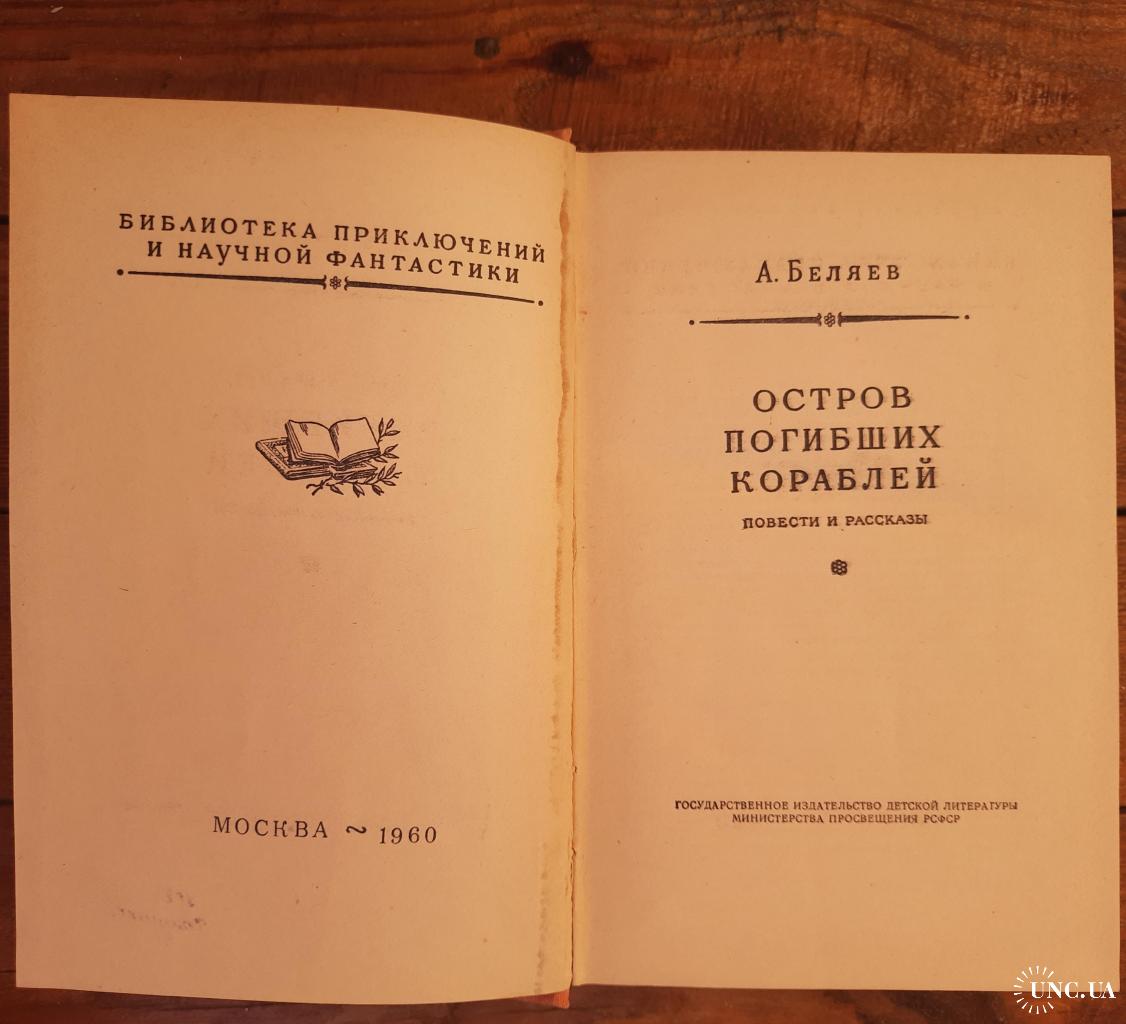 БИБЛИОТЕКА ПРИКЛЮЧЕНИЙ
И НАУЧНОЙ ФАНТАСТИКИ
МОСКВА ~ 1960
А. БЕЛЯЕВ
ОСТРОВ
ПОГИБШИХ
КОРАБЛЕЙ
ПОВЕСТИ И РАССКАЗЫ
ГОСУДАРСТВЕННОЕ ИЗДАТЕЛЬСТВО ДЕТСКОЙ ЛИТЕРАТУРЫ
МИНИСТЕРСТВА ПРОСВЕЩЕНИЯ РСФСР
UNC.UA